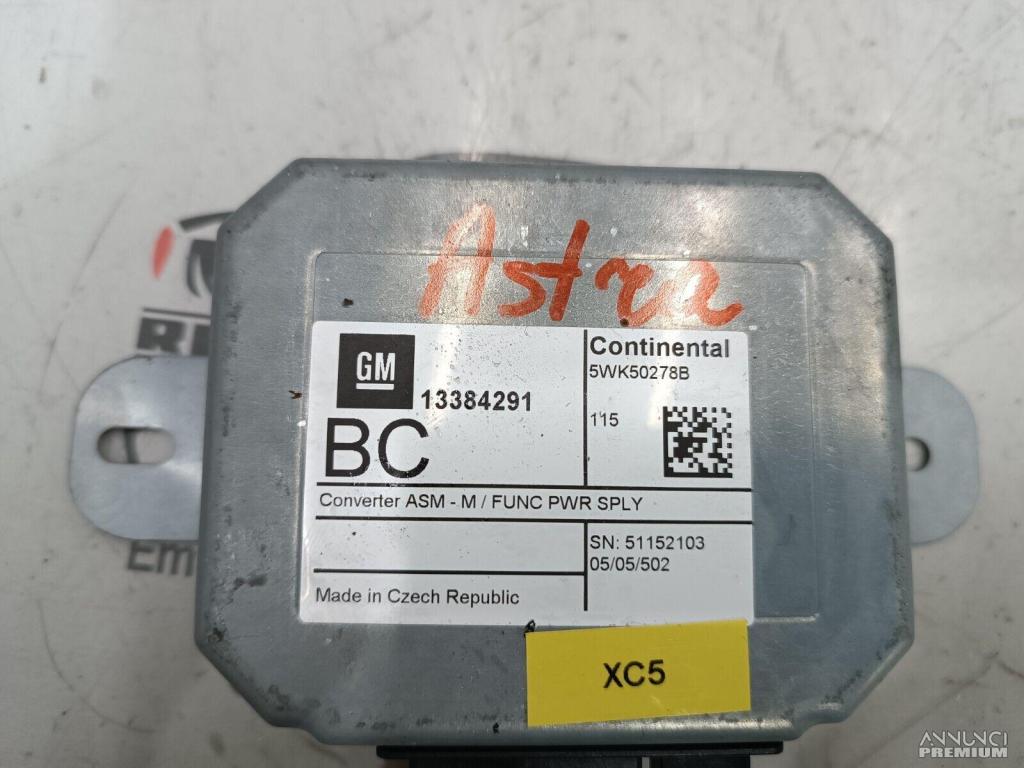 Astra
GM
13384291
BC
Continental
5WK50278B
115
Converter ASM - M / FUNC PWR SPLY
SN: 51152103
05/05/502
Made in Czech Republic
XC5
ANNUNCI
PREMIUM